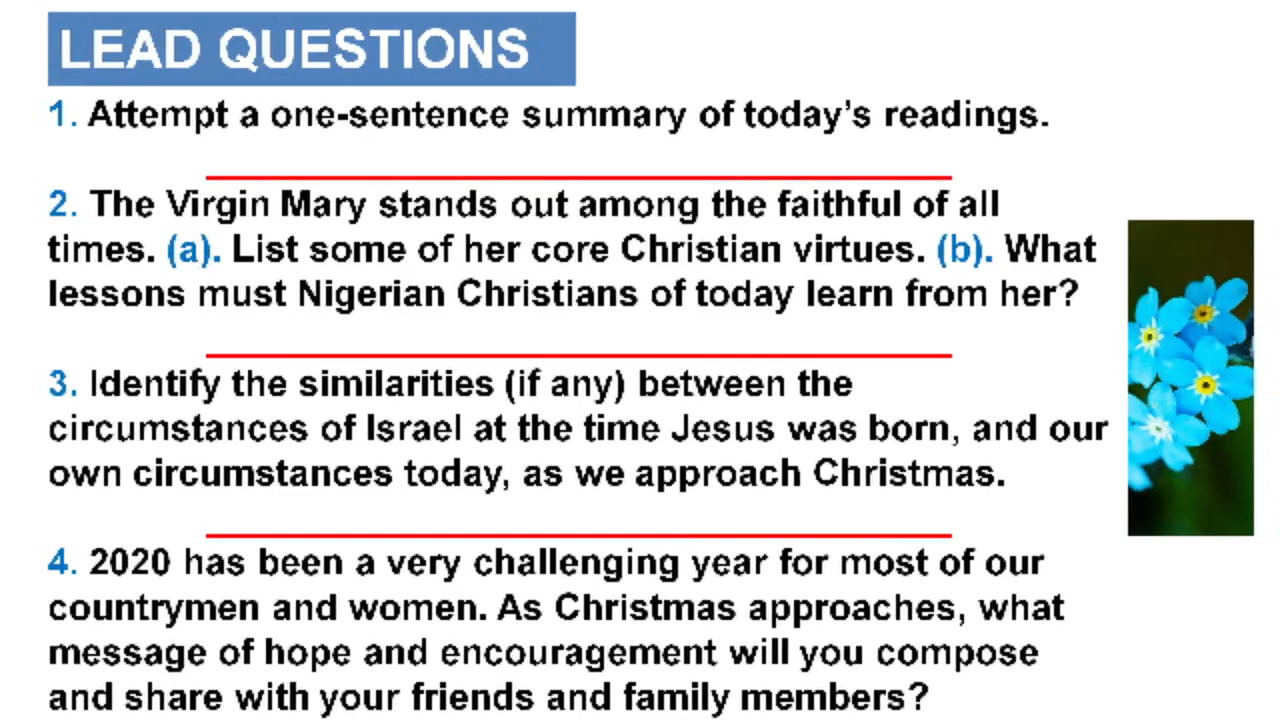 LEAD QUESTIONS
1. Attempt a one-sentence summary of today’s readings.
2. The Virgin Mary stands out among the faithful of all
times. (a). List some of her core Christian virtues. (b). What
lessons must Nigerian Christians of today learn from her?
3. Identify the similarities (if any) between the
circumstances of Israel at the time Jesus was born, and our
own circumstances today, as we approach Christmas.
4. 2020 has been a very challenging year for most of our
countrymen and women. As Christmas approaches, what
message of hope and encouragement will you compose
and share with your friends and family members?